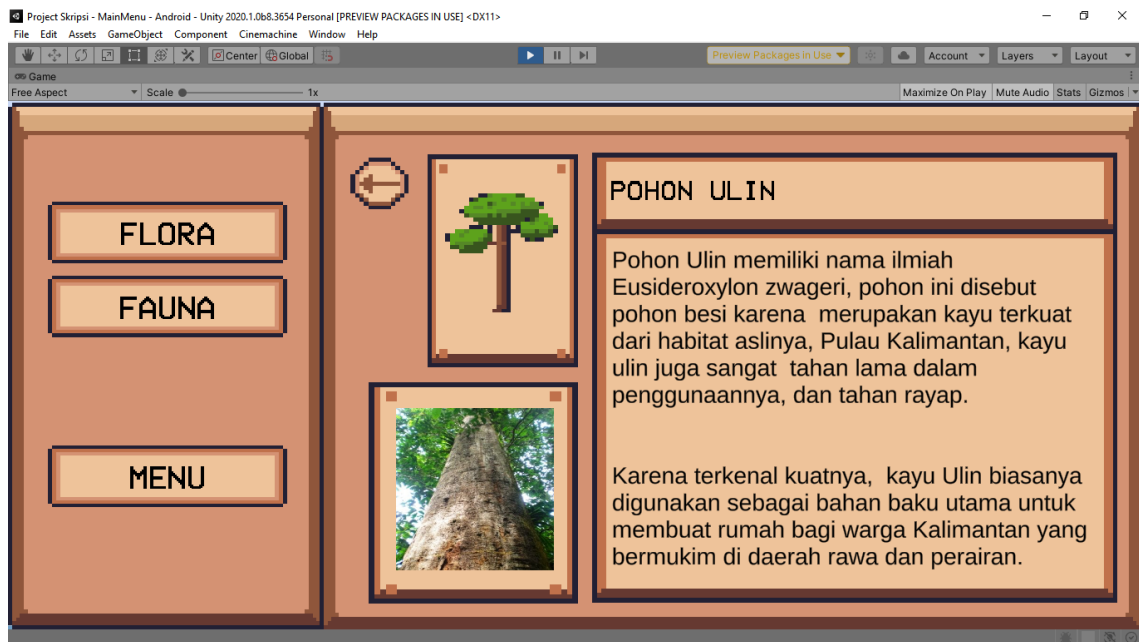 Project Skripsi - MainMenu - Android - Unity 2020.1.0b8.3654 Personal [PREVIEW PACKAGES IN USE] <DX11>
File Edit Assets GameObject Component Cinemachine Window Help
Center Global Preview Packages in Use Account Layers Layout
Game
Free Aspect Scale 1x Maximize On Play Mute Audio Stats Gizmos
FLORA
FAUNA
MENU
POHON ULIN
Pohon Ulin memiliki nama ilmiah
Eusideroxylon zwageri, pohon ini disebut
pohon besi karena  merupakan kayu terkuat
dari habitat aslinya, Pulau Kalimantan, kayu
ulin juga sangat  tahan lama dalam
penggunaannya, dan tahan rayap.
Karena terkenal kuatnya,  kayu Ulin biasanya
digunakan sebagai bahan baku utama untuk
membuat rumah bagi warga Kalimantan yang
bermukim di daerah rawa dan perairan.